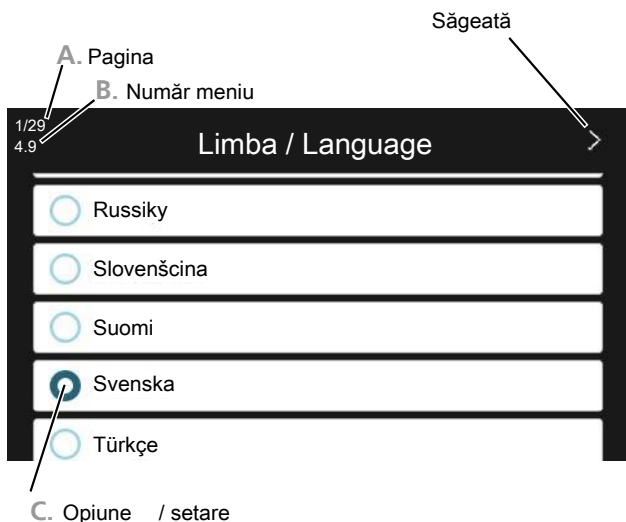 Săgeată
A. Pagina
B. Număr meniu
1/29
4.9
Limba / Language
Russiky
Slovenšcina
Suomi
Svenska
Türkçe
C. Opiune / setare